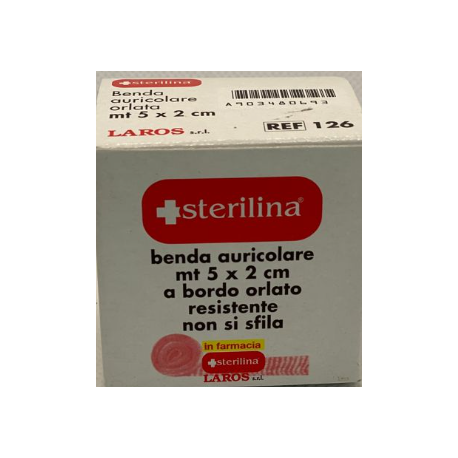 sterilina
Benda
auricolare
orlata
mt 5 x 2 cm
LAROS s.r.l.
A903480693
REF 126
sterilina®
benda auricolare
mt 5 x 2 cm
a bordo orlato
resistente
non si sfila
in farmacia
sterilina
LAROS s.r.l.